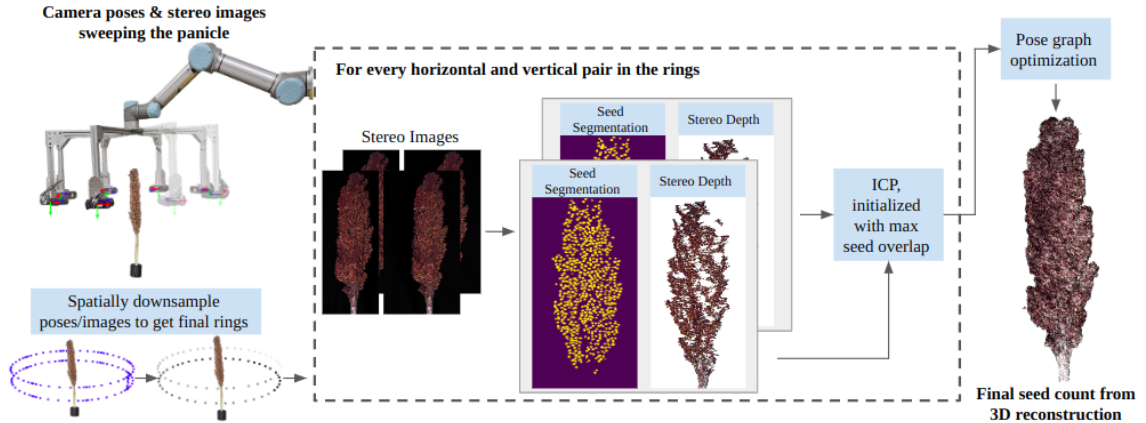 Camera poses & stereo images
sweeping the panicle
Spatially downsample
poses/images to get final rings
For every horizontal and vertical pair in the rings
Stereo Images
Seed
Segmentation
Stereo Depth
Seed
Segmentation
Stereo Depth
ICP,
initialized
with max
seed overlap
Pose graph
optimization
Final seed count from
3D reconstruction